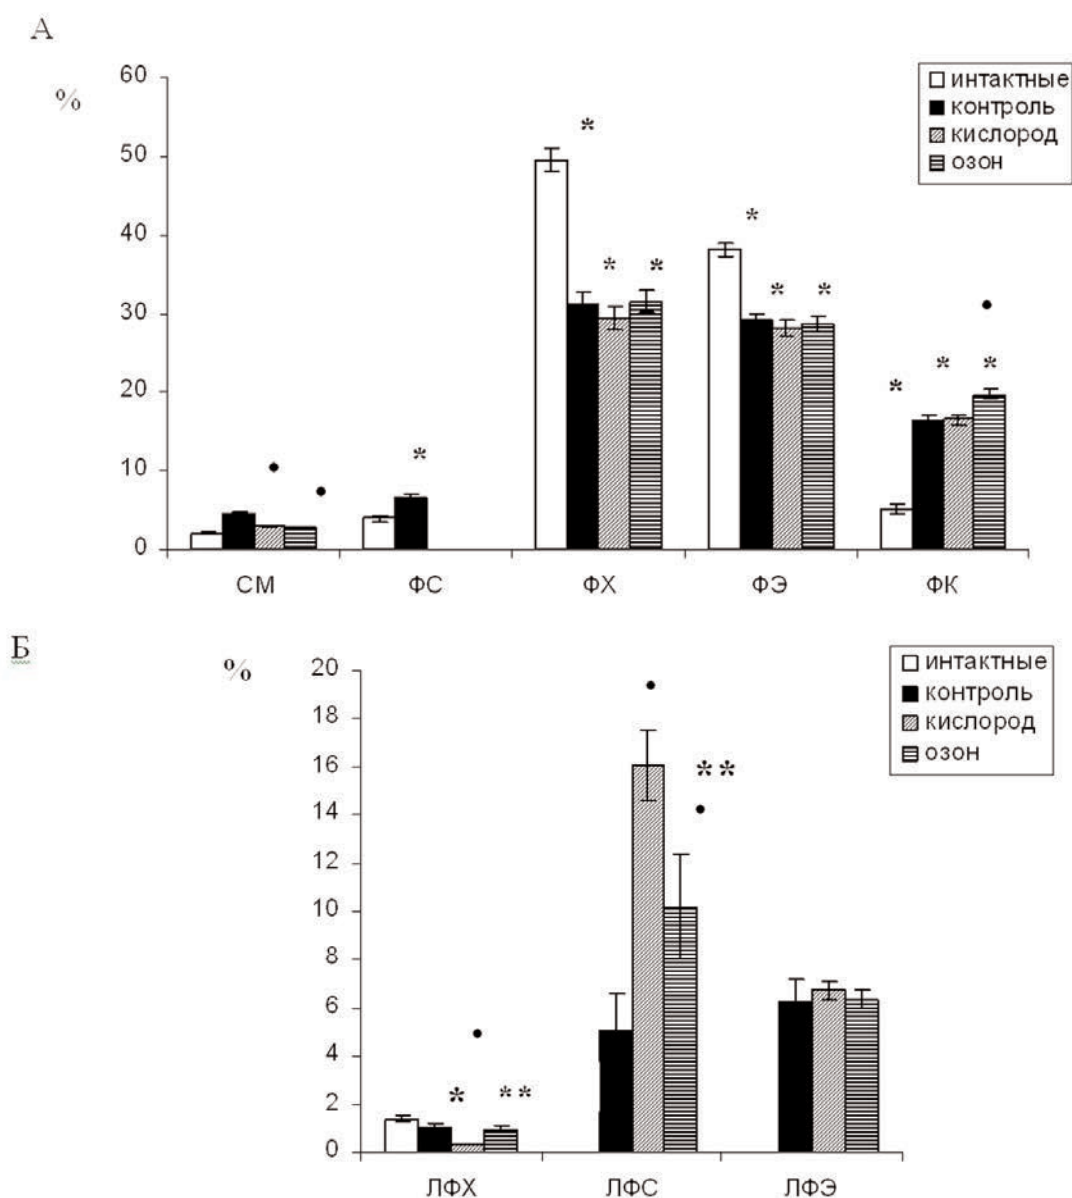 А
%
60
50
40
30
20
10
0
* * * * * * * * * *
• • •
СМ ФС ФХ ФЭ ФК
интактные
контроль
кислород
озон
Б
%
20
18
16
14
12
10
8
6
4
2
0
•
**
•
•
* **
ЛФХ ЛФС ЛФЭ
интактные
контроль
кислород
озон